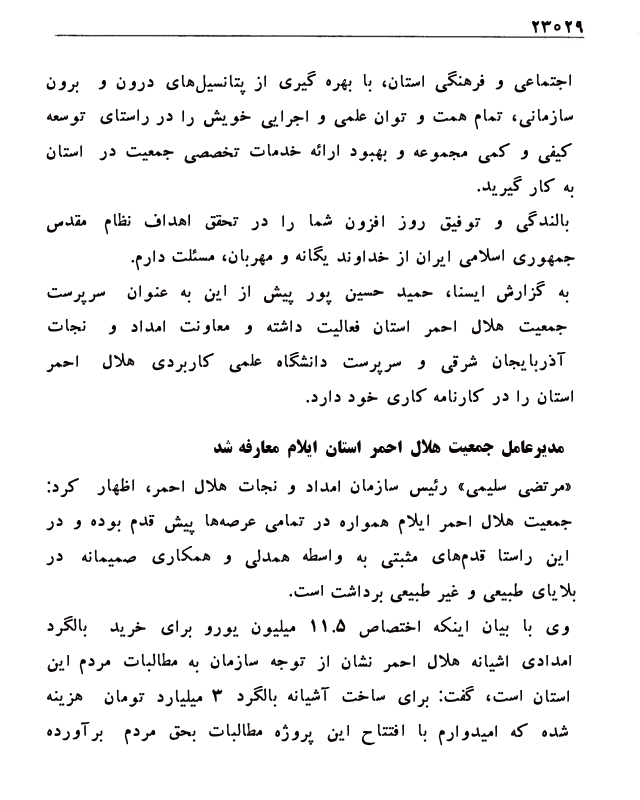 ۲۳۰۲۹
اجتماعی و فرهنگی استان، با بهره گیری از پتانسیل‌های درون و برون
سازمانی، تمام همت و توان علمی و اجرایی خویش را در راستای توسعه
کیفی و کمی مجموعه و بهبود ارائه خدمات تخصصی جمعیت در استان
به کار گیرید.
بالندگی و توفیق روز افزون شما را در تحقق اهداف نظام مقدس
جمهوری اسلامی ایران از خداوند یگانه و مهربان، مسئلت دارم.
به گزارش ایسنا، حمید حسین پور پیش از این به عنوان سرپرست
جمعیت هلال احمر استان فعالیت داشته و معاونت امداد و نجات
آذربایجان شرقی و سرپرست دانشگاه علمی کاربردی هلال احمر
استان را در کارنامه کاری خود دارد.
مدیرعامل جمعیت هلال احمر استان ایلام معارفه شد
«مرتضی سلیمی» رئیس سازمان امداد و نجات هلال احمر، اظهار کرد:
جمعیت هلال احمر ایلام همواره در تمامی عرصه‌ها پیش قدم بوده و در
این راستا قدم‌های مثبتی به واسطه همدلی و همکاری صمیمانه در
بلایای طبیعی و غیر طبیعی برداشت است.
وی با بیان اینکه اختصاص ۱۱.۵ میلیون یورو برای خرید بالگرد
امدادی اشیانه هلال احمر نشان از توجه سازمان به مطالبات مردم این
استان است، گفت: برای ساخت آشیانه بالگرد ۳ میلیارد تومان هزینه
شده که امیدوارم با افتتاح این پروژه مطالبات بحق مردم برآورده